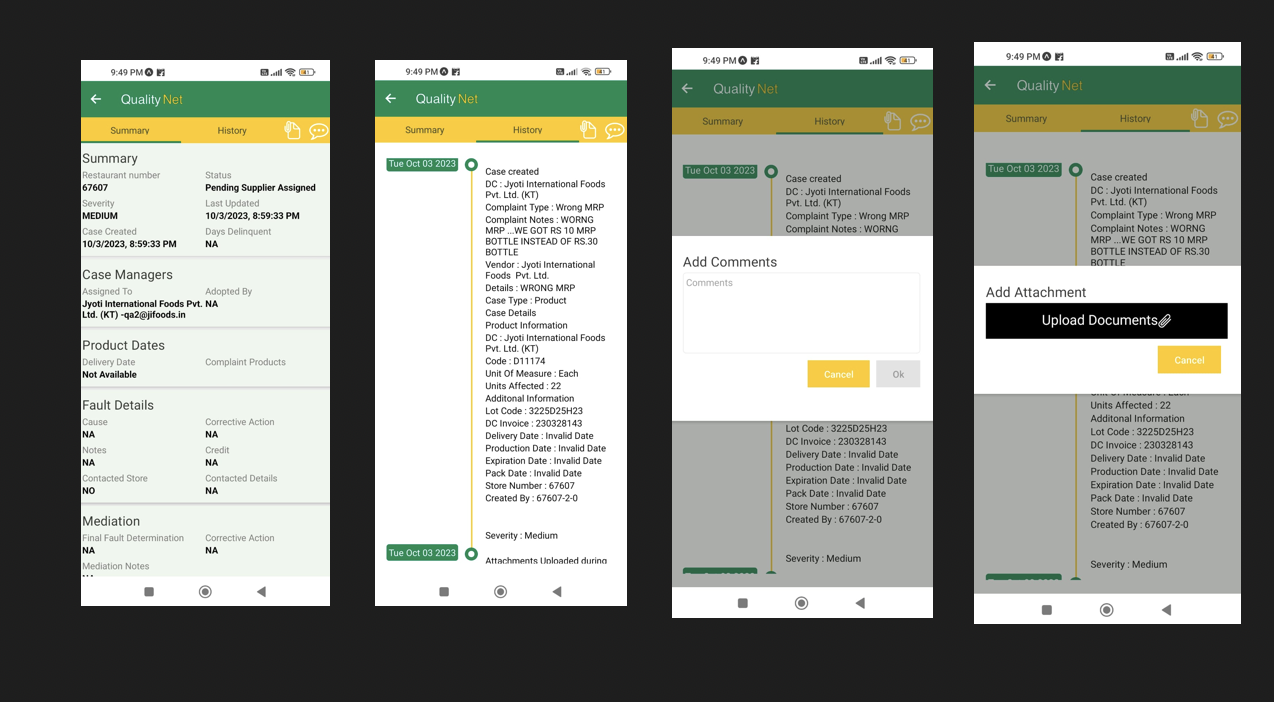 9:49 PM
QualityNet
Summary History
Summary
Restaurant number Status
67607 Pending Supplier Assigned
Severity Last Updated
MEDIUM 10/3/2023, 8:59:33 PM
Case Created Days Delinquent
10/3/2023, 8:59:33 PM NA
Case Managers
Assigned To Adopted By
Jyoti International Foods Pvt. NA
Ltd. (KT) -qa2@jifoods.in
Product Dates
Delivery Date Complaint Products
Not Available
Fault Details
Cause Corrective Action
NA NA
Notes Credit
NA NA
Contacted Store Contacted Details
NO NA
Mediation
Final Fault Determination Corrective Action
NA NA
Mediation Notes
9:49 PM
QualityNet
Summary History
Tue Oct 03 2023
Case created
DC : Jyoti International Foods
Pvt. Ltd. (KT)
Complaint Type : Wrong MRP
Complaint Notes : WORNG
MRP ...WE GOT RS 10 MRP
BOTTLE INSTEAD OF RS.30
BOTTLE
Vendor : Jyoti International
Foods Pvt. Ltd.
Details : WRONG MRP
Case Type : Product
Case Details
Product Information
DC : Jyoti International Foods
Pvt. Ltd. (KT)
Code : D11174
Unit Of Measure : Each
Units Affected : 22
Additonal Information
Lot Code : 3225D25H23
DC Invoice : 230328143
Delivery Date : Invalid Date
Production Date : Invalid Date
Expiration Date : Invalid Date
Pack Date : Invalid Date
Store Number : 67607
Created By : 67607-2-0
Severity : Medium
Tue Oct 03 2023
Attachments Uploaded during
9:49 PM
QualityNet
Summary History
Tue Oct 03 2023
Case created
DC : Jyoti International Foods
Pvt. Ltd. (KT)
Complaint Type : Wrong MRP
Complaint Notes : WORNG
Add Comments
Comments
Cancel Ok
Lot Code : 3225D25H23
DC Invoice : 230328143
Delivery Date : Invalid Date
Production Date : Invalid Date
Expiration Date : Invalid Date
Pack Date : Invalid Date
Store Number : 67607
Created By : 67607-2-0
Severity : Medium
9:49 PM
QualityNet
Summary History
Tue Oct 03 2023
Case created
DC : Jyoti International Foods
Pvt. Ltd. (KT)
Complaint Type : Wrong MRP
Complaint Notes : WORNG
MRP ...WE GOT RS 10 MRP
BOTTLE INSTEAD OF RS.30
BOTTLE
Add Attachment
Upload Documents
Cancel
Unit Of Measure : Each
Units Affected : 22
Additonal Information
Lot Code : 3225D25H23
DC Invoice : 230328143
Delivery Date : Invalid Date
Production Date : Invalid Date
Expiration Date : Invalid Date
Pack Date : Invalid Date
Store Number : 67607
Created By : 67607-2-0
Severity : Medium